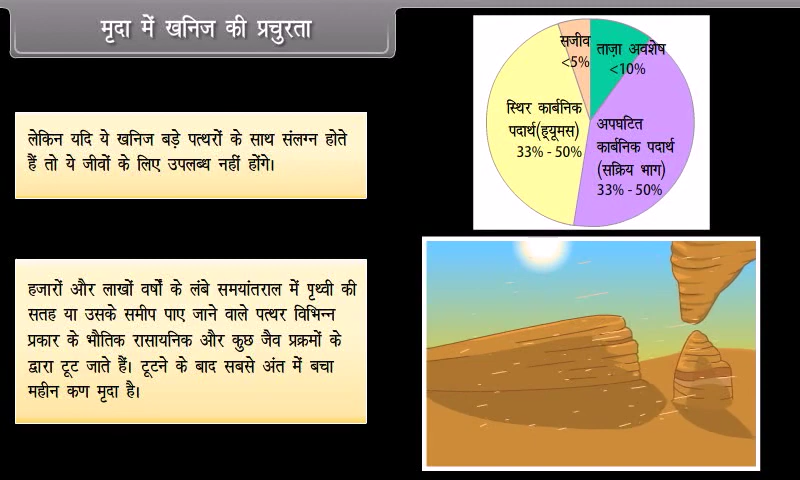 मृदा में खनिज की प्रचुरता
लेकिन यदि ये खनिज बड़े पत्थरों के साथ संलग्न होते
हैं तो ये जीवों के लिए उपलब्ध नहीं होंगे।
हजारों और लाखों वर्षों के लंबे समयांतराल में पृथ्वी की
सतह या उसके समीप पाए जाने वाले पत्थर विभिन्न
प्रकार के भौतिक रासायनिक और कुछ जैव प्रक्रमों के
द्वारा टूट जाते हैं। टूटने के बाद सबसे अंत में बचा
महीन कण मृदा है।
सजीव
<5%
ताज़ा अवशेष
<10%
स्थिर कार्बनिक
पदार्थ(ह्यूमस)
33% - 50%
अपघटित
कार्बनिक पदार्थ
(सक्रिय भाग)
33% - 50%